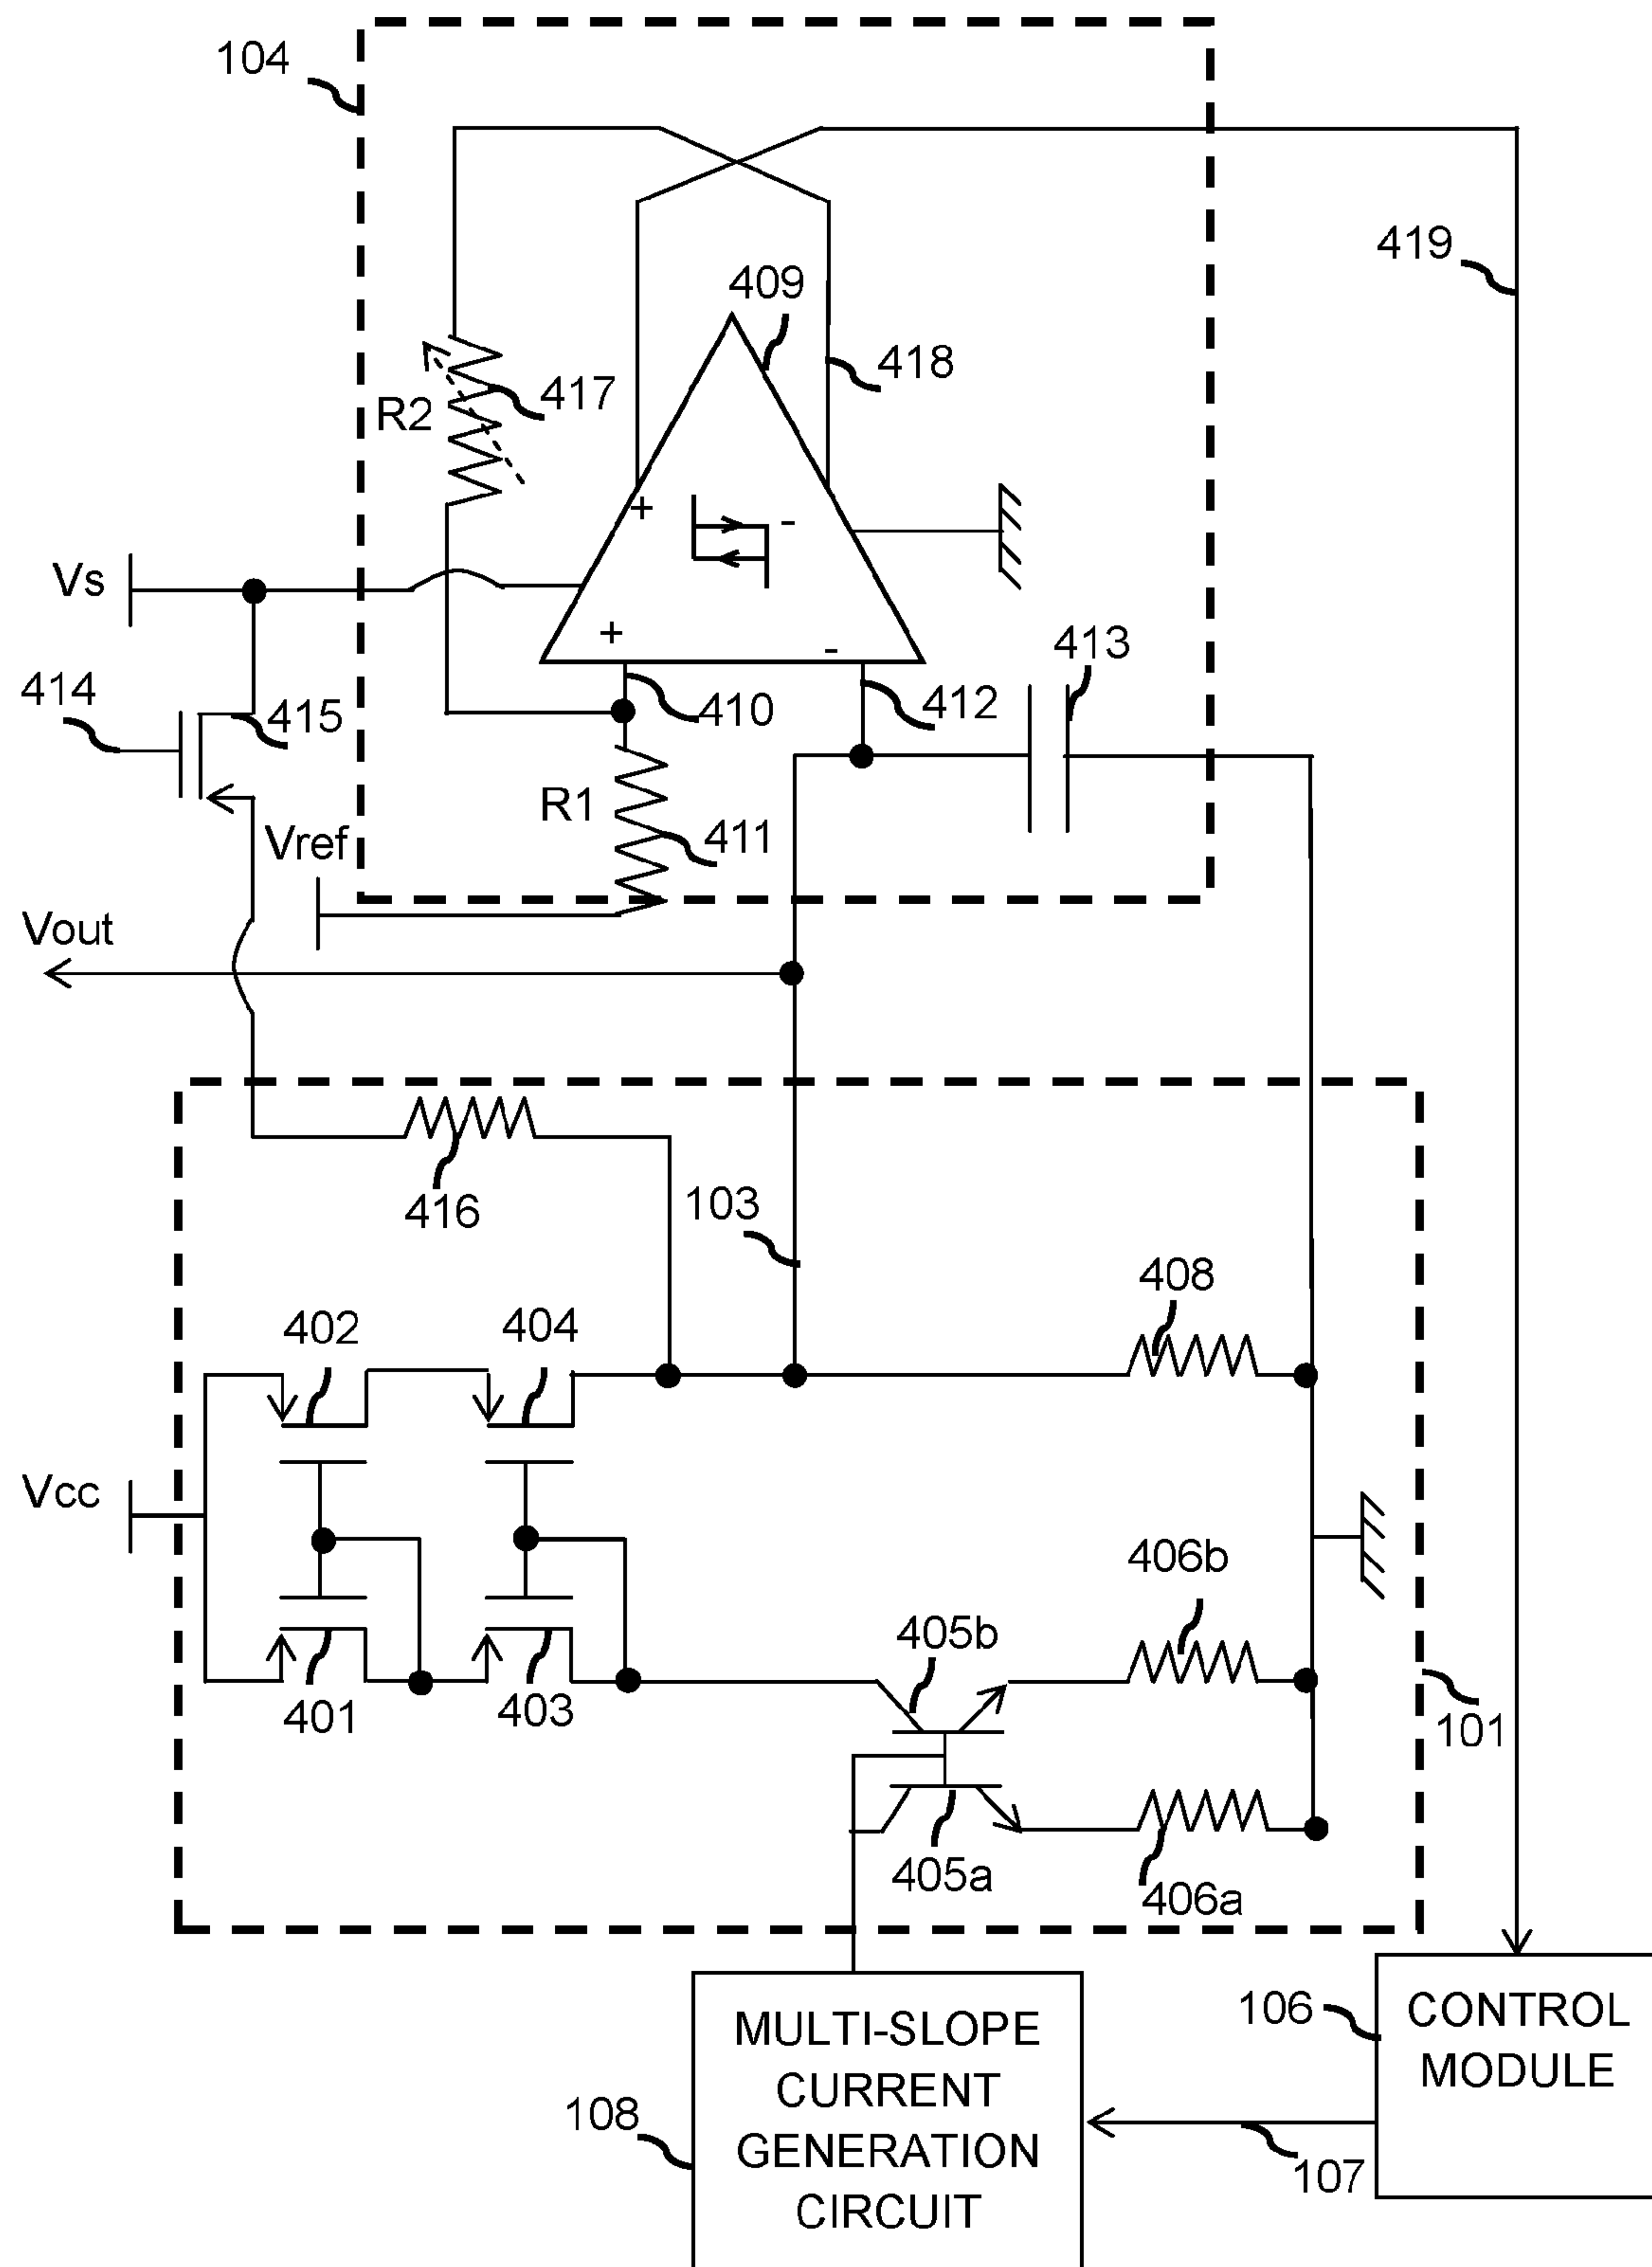 104
419
409
418
417
R2
+
-
Vs
+
-
413
414
415
410
412
R1
411
Vref
Vout
416
103
408
402
404
Vcc
406b
405b
401
403
101
405a
406a
106
CONTROL
MODULE
MULTI-SLOPE
CURRENT
GENERATION
CIRCUIT
108
107